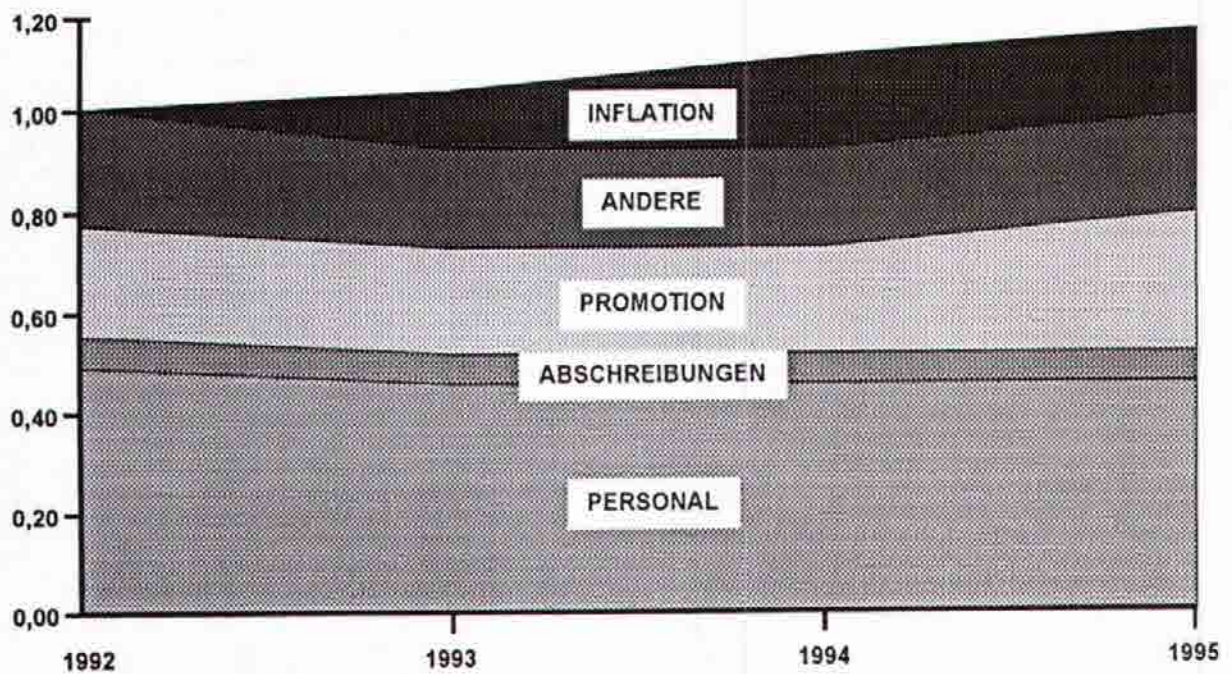 1,20
1,00
0,80
0,60
0,40
0,20
0,00
INFLATION
ANDERE
PROMOTION
ABSCHREIBUNGEN
PERSONAL
1992 1993 1994 1995